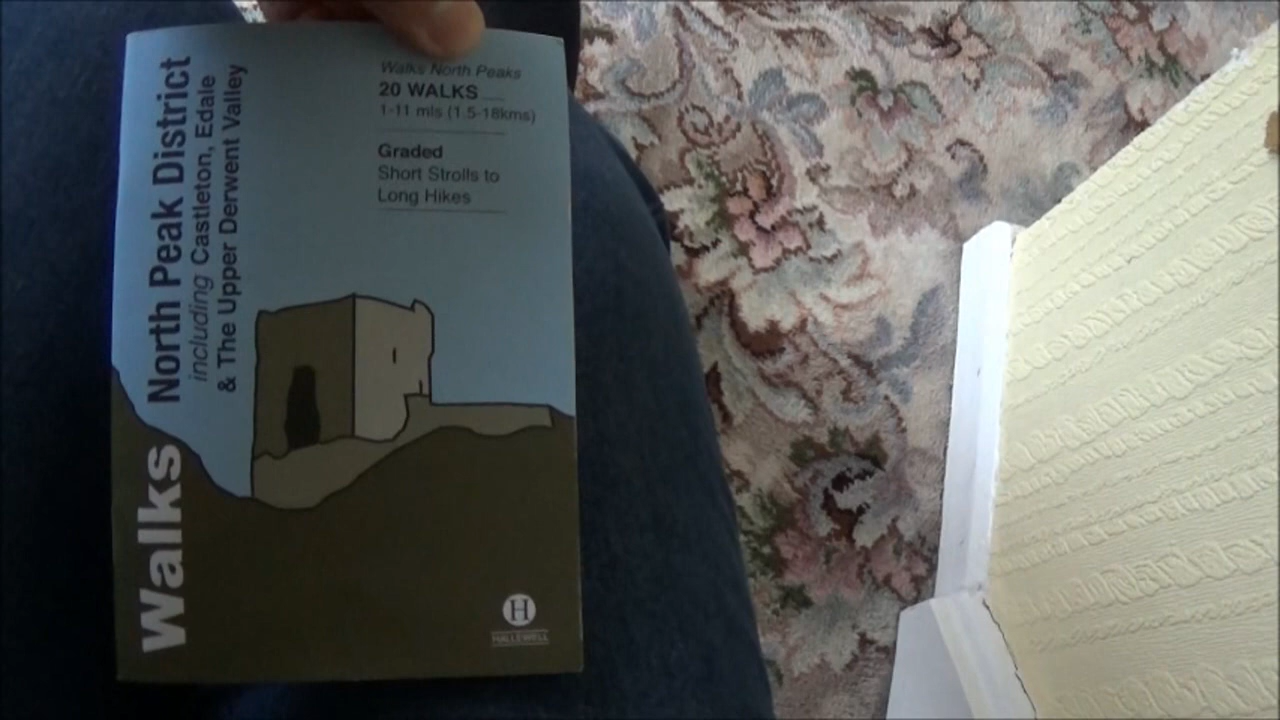 Walks North Peak District
including Castleton, Edale
& The Upper Derwent Valley
Walks North Peaks
20 WALKS
1-11 mls (1.5-18kms)
Graded
Short Strolls to
Long Hikes
H
HALLEWELL